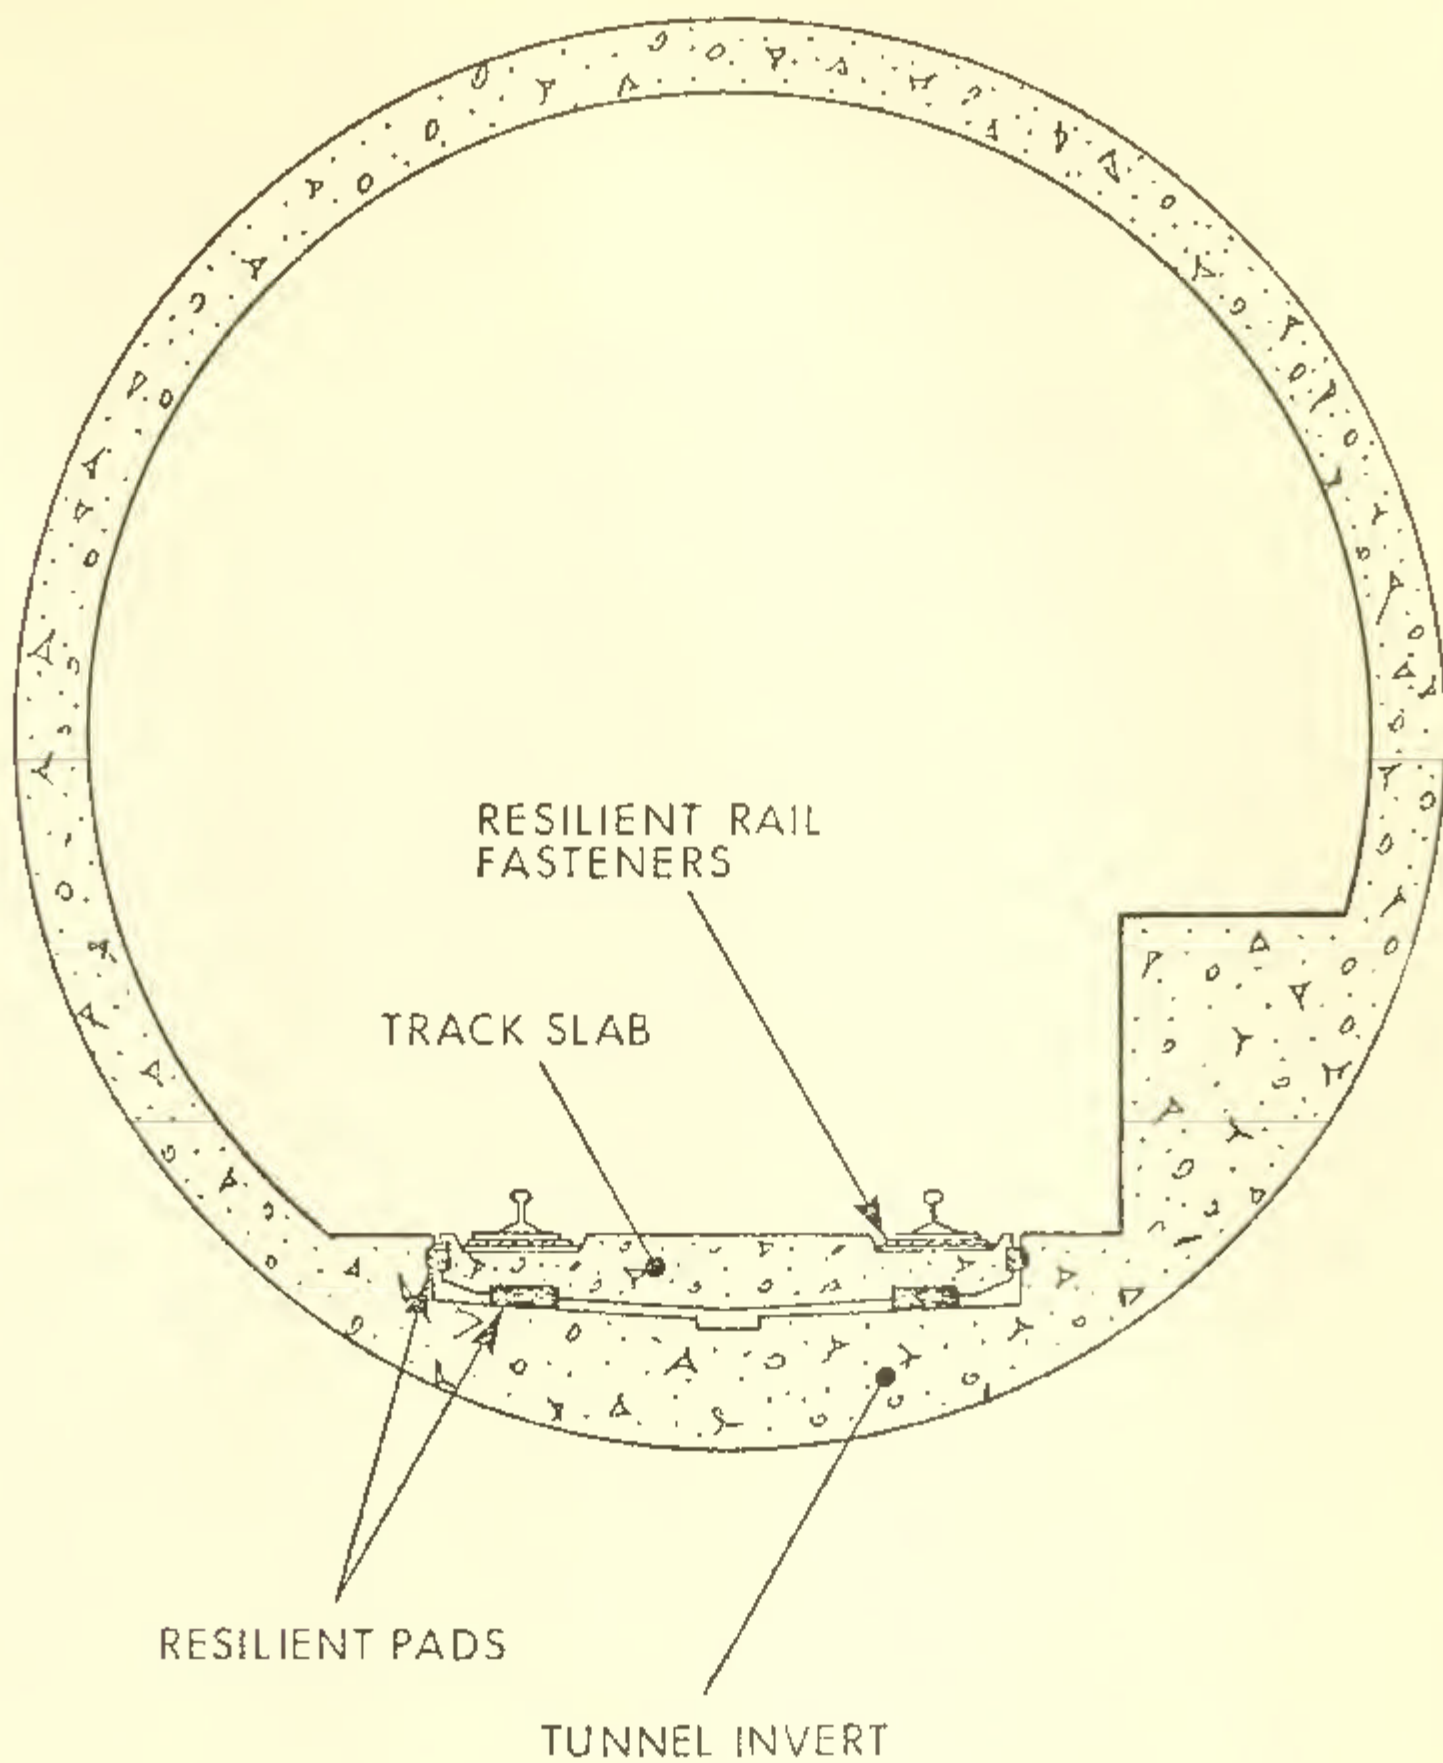 RESILIENT RAIL
FASTENERS
TRACK SLAB
RESILIENT PADS
TUNNEL INVERT